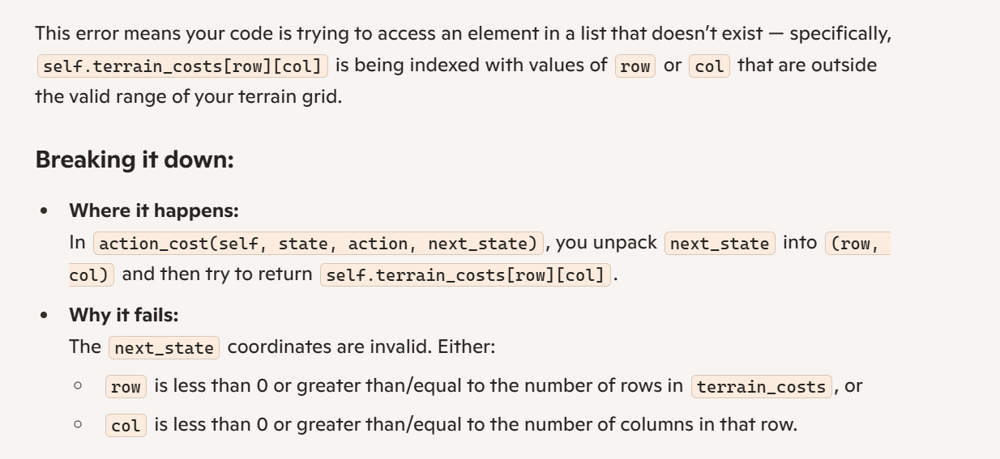 This error means your code is trying to access an element in a list that doesn’t exist — specifically,
self.terrain_costs[row][col] is being indexed with values of row or col that are outside
the valid range of your terrain grid.
Breaking it down:
• Where it happens:
In action_cost(self, state, action, next_state), you unpack next_state into (row,
col) and then try to return self.terrain_costs[row][col].
• Why it fails:
The next_state coordinates are invalid. Either:
○ row is less than 0 or greater than/equal to the number of rows in terrain_costs, or
○ col is less than 0 or greater than/equal to the number of columns in that row.